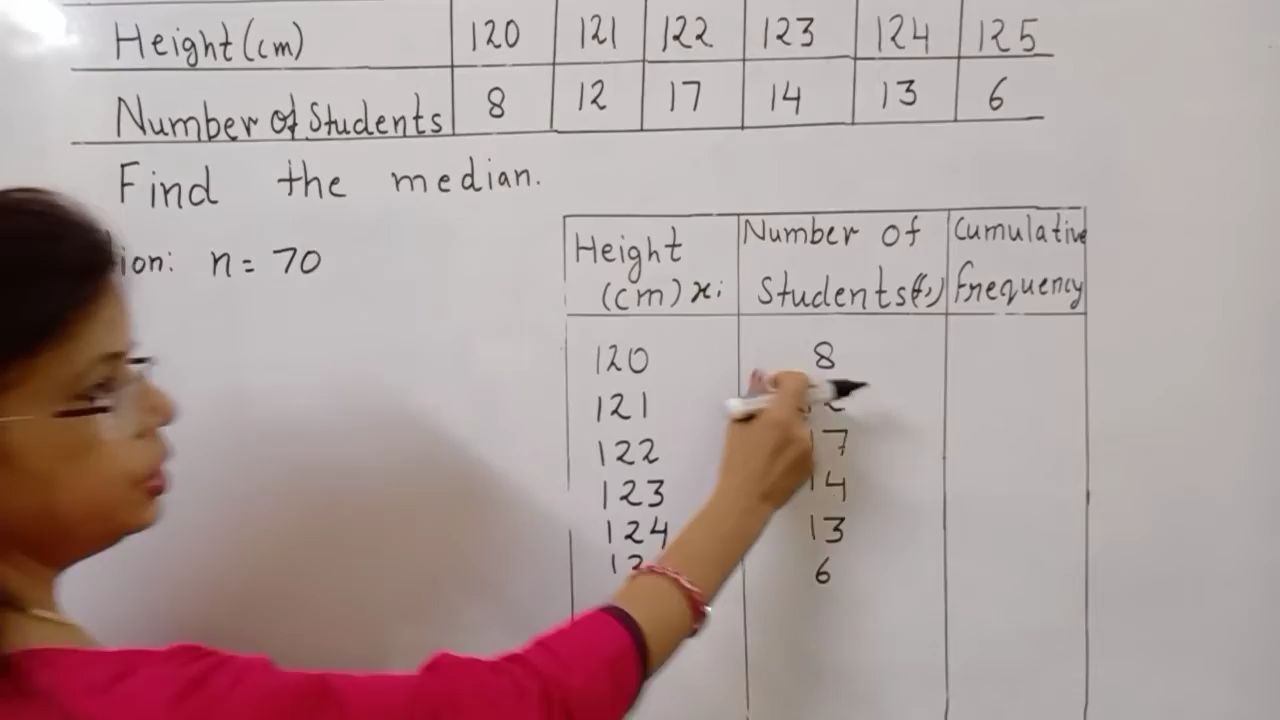 Height(cm) 120 121 122 123 124 125
Number of Students 8 12 17 14 13 6
Find the median.
ion: n = 70
Height (cm) xi
Number of Students(fi)
Cumulative Frequency
120 8
121
122 17
123 14
124 13
6